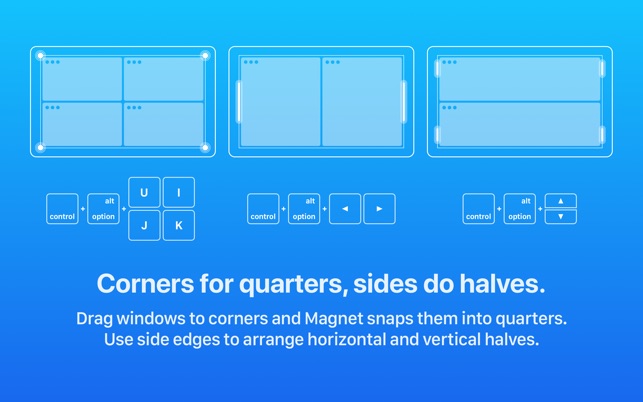 control + alt option + U I J K
control + alt option + ◄ ►
control + alt option + ▲ ▼
Corners for quarters, sides do halves.
Drag windows to corners and Magnet snaps them into quarters.
Use side edges to arrange horizontal and vertical halves.